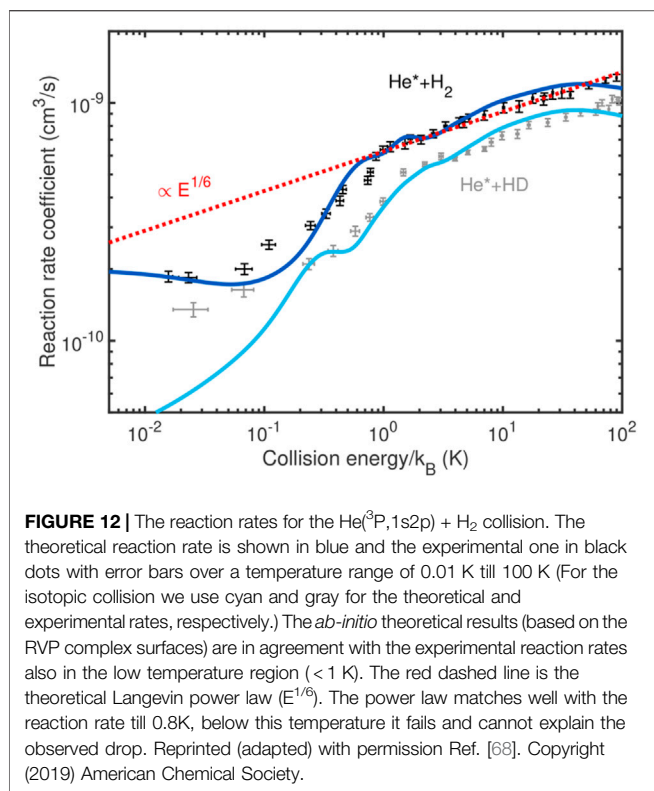 Reaction rate coefficient (cm³/s)
10⁻⁹
10⁻¹⁰
He*+H₂
∝ E¹ᐟ⁶
He*+HD
10⁻² 10⁻¹ 10⁰ 10¹ 10²
Collision energy/k_B (K)
FIGURE 12 | The reaction rates for the He(³P,1s2p) + H₂ collision. The
theoretical reaction rate is shown in blue and the experimental one in black
dots with error bars over a temperature range of 0.01 K till 100 K (For the
isotopic collision we use cyan and gray for the theoretical and
experimental rates, respectively.) The ab-initio theoretical results (based on the
RVP complex surfaces) are in agreement with the experimental reaction rates
also in the low temperature region (< 1 K). The red dashed line is the
theoretical Langevin power law (E¹ᐟ⁶). The power law matches well with the
reaction rate till 0.8K, below this temperature it fails and cannot explain the
observed drop. Reprinted (adapted) with permission Ref. [68]. Copyright
(2019) American Chemical Society.